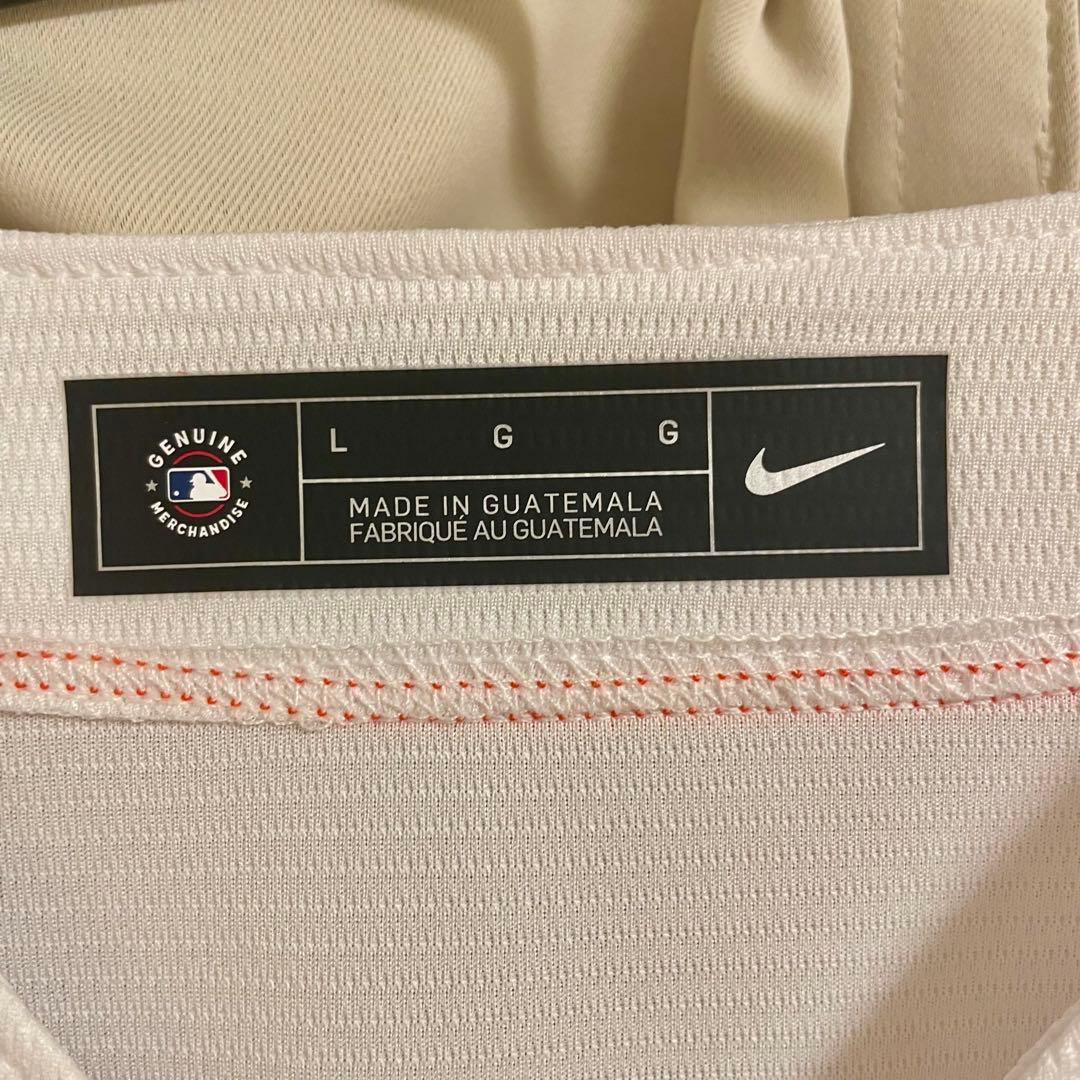 GENUINE
MERCHANDISE
L G G
MADE IN GUATEMALA
FABRIQUÉ AU GUATEMALA